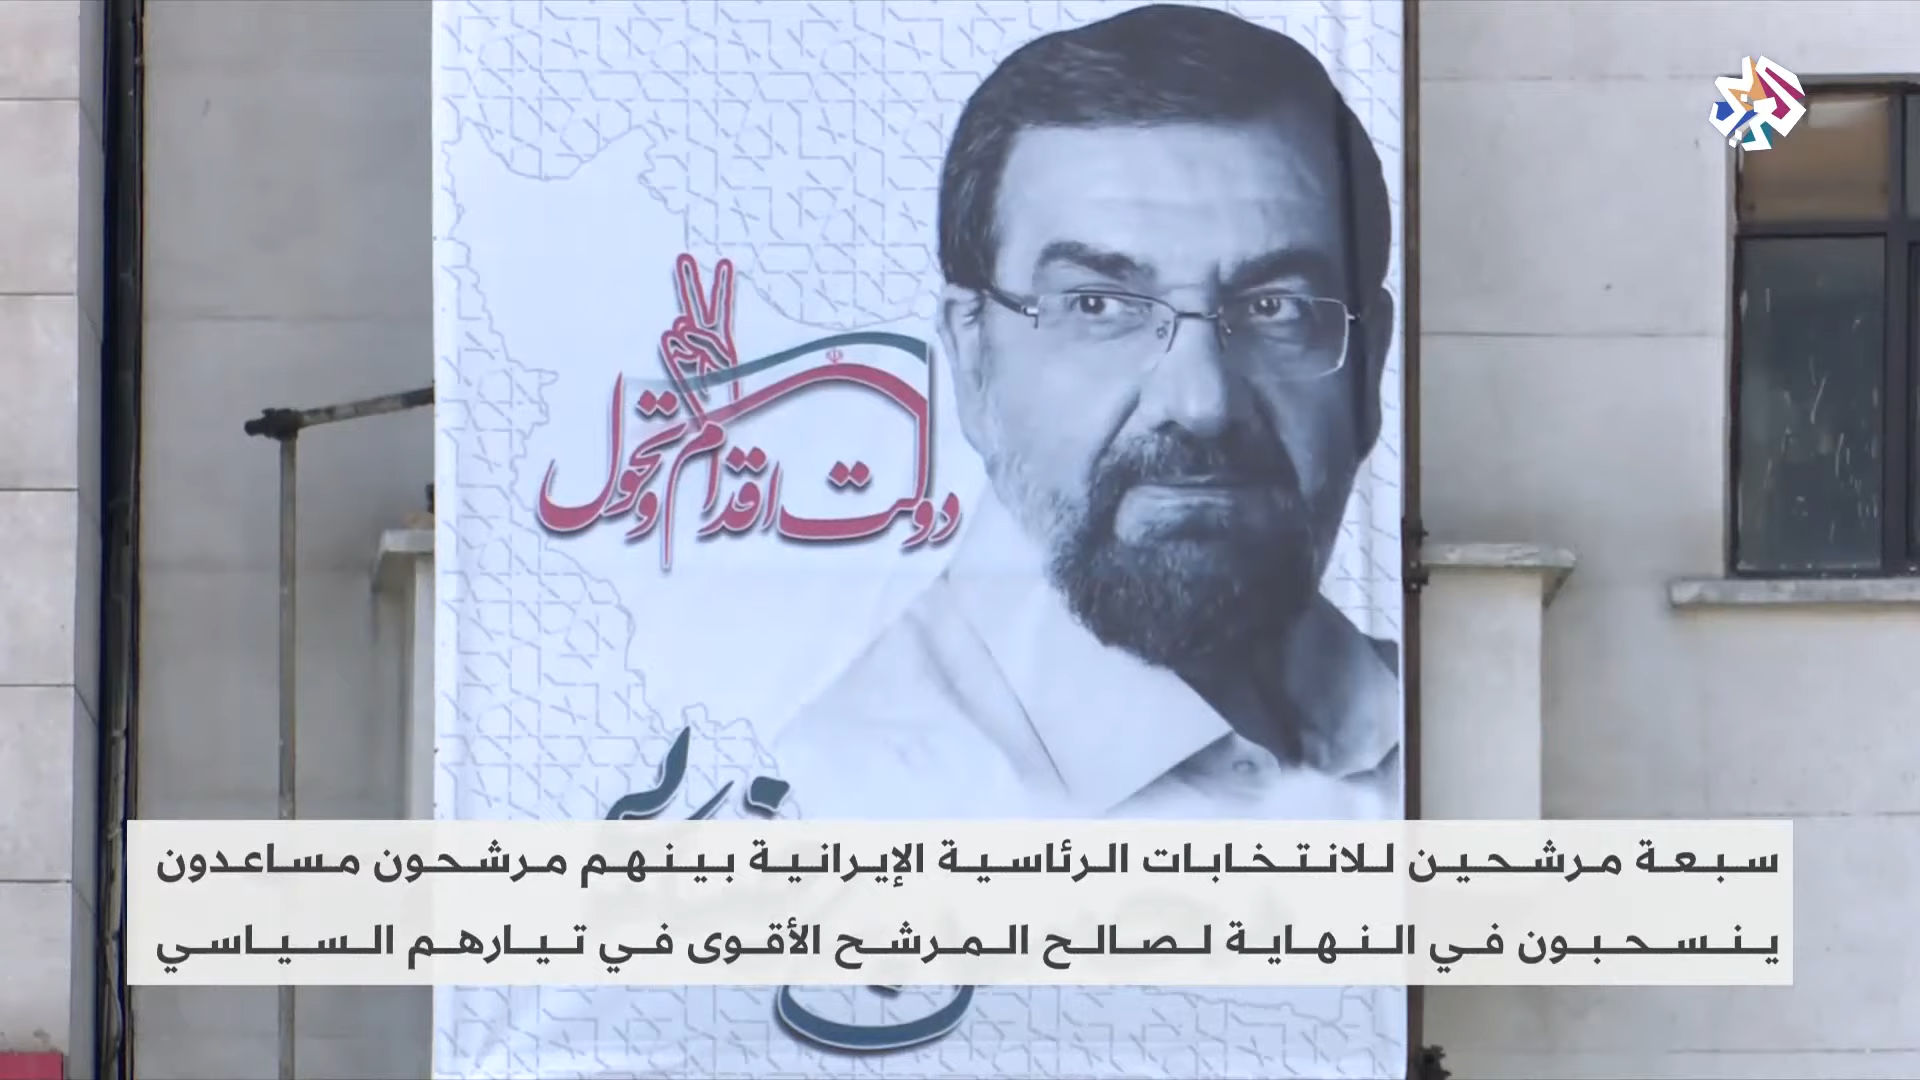 دولت اقدام و تحول
سبعة مرشحين للانتخابات الرئاسية الإيرانية بينهم مرشحون مساعدون
ينسحبون في النهاية لصالح المرشح الأقوى في تيارهم السياسي